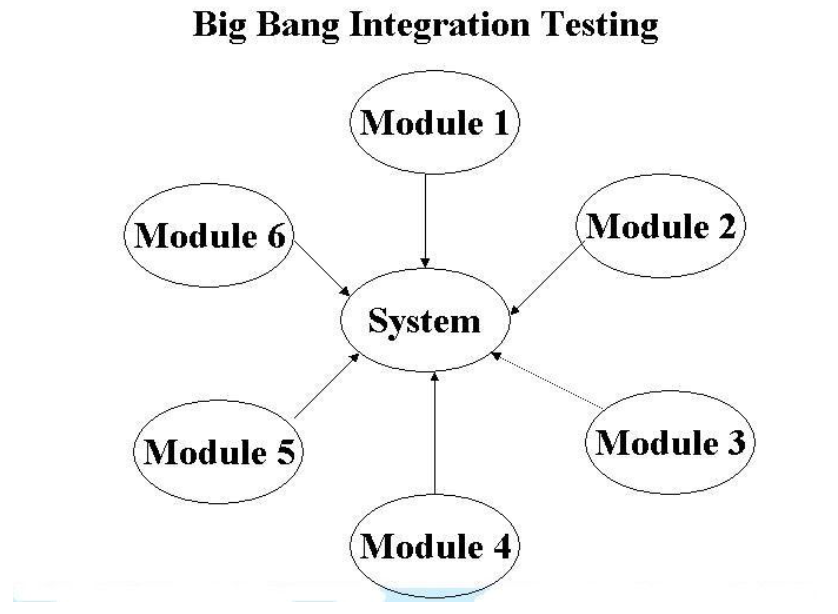 Big Bang Integration Testing
Module 1
Module 6
Module 2
System
Module 5
Module 3
Module 4